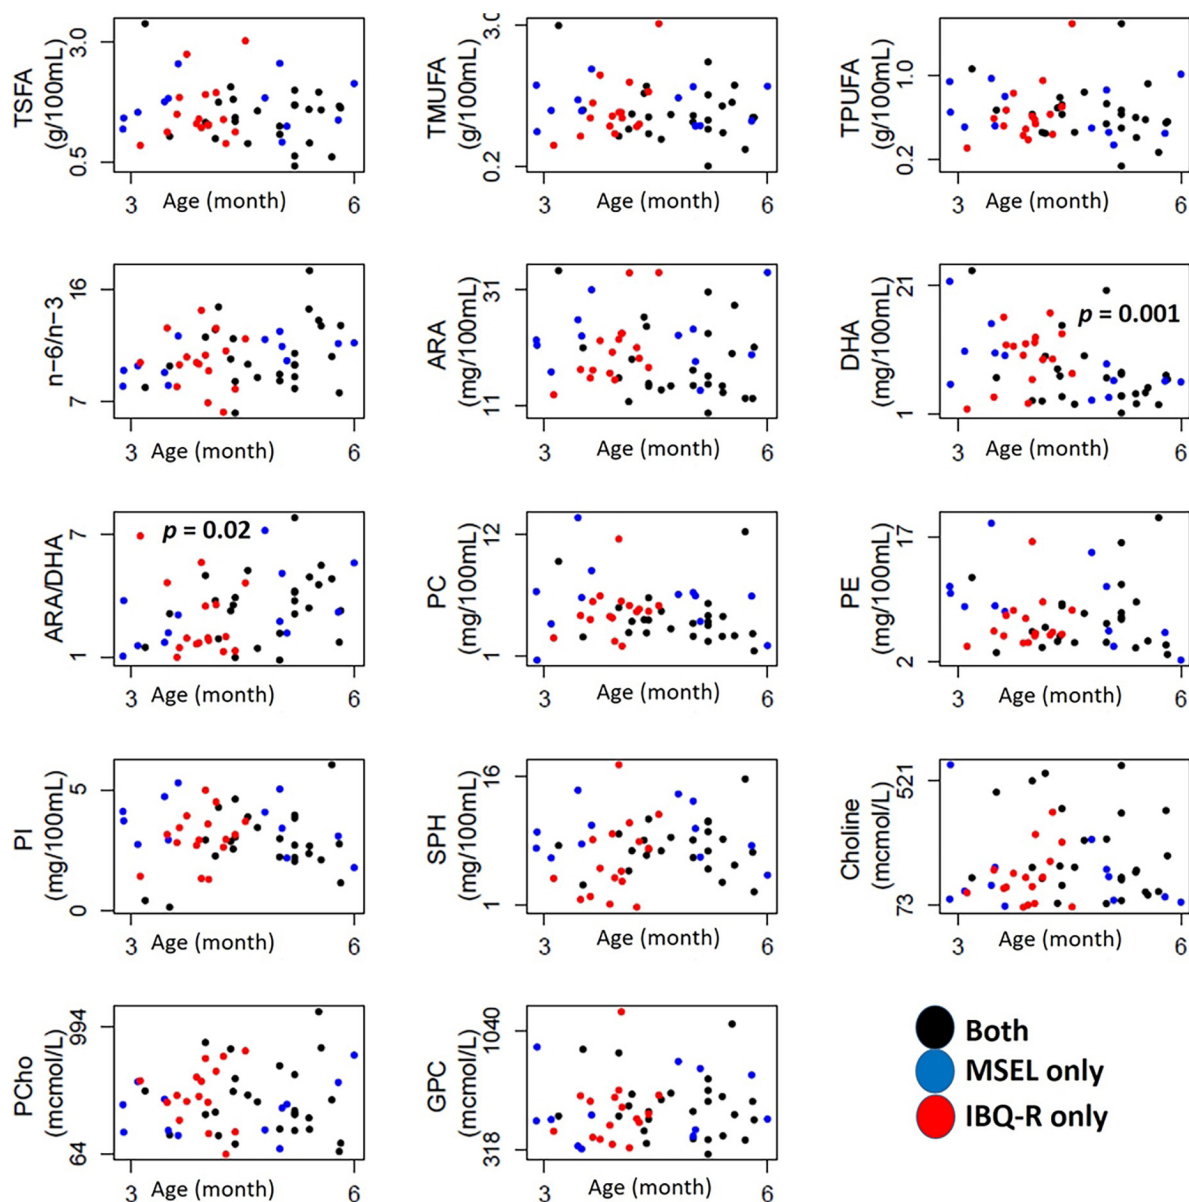 TSFA
(g/100mL)
0.5 3.0
3 Age (month) 6
TMUFA
(g/100mL)
0.2 3.0
3 Age (month) 6
TPUFA
(g/100mL)
0.2 1.0
3 Age (month) 6
n−6/n−3
7 16
3 Age (month) 6
ARA
(mg/100mL)
11 31
3 Age (month) 6
DHA
(mg/100mL)
1 21
p = 0.001
3 Age (month) 6
ARA/DHA
1 7
p = 0.02
3 Age (month) 6
PC
(mg/100mL)
1 12
3 Age (month) 6
PE
(mg/100mL)
2 17
3 Age (month) 6
PI
(mg/100mL)
0 5
3 Age (month) 6
SPH
(mg/100mL)
1 16
3 Age (month) 6
Choline
(mcmol/L)
73 521
3 Age (month) 6
PCho
(mcmol/L)
64 994
3 Age (month) 6
GPC
(mcmol/L)
318 1040
3 Age (month) 6
Both
MSEL only
IBQ-R only